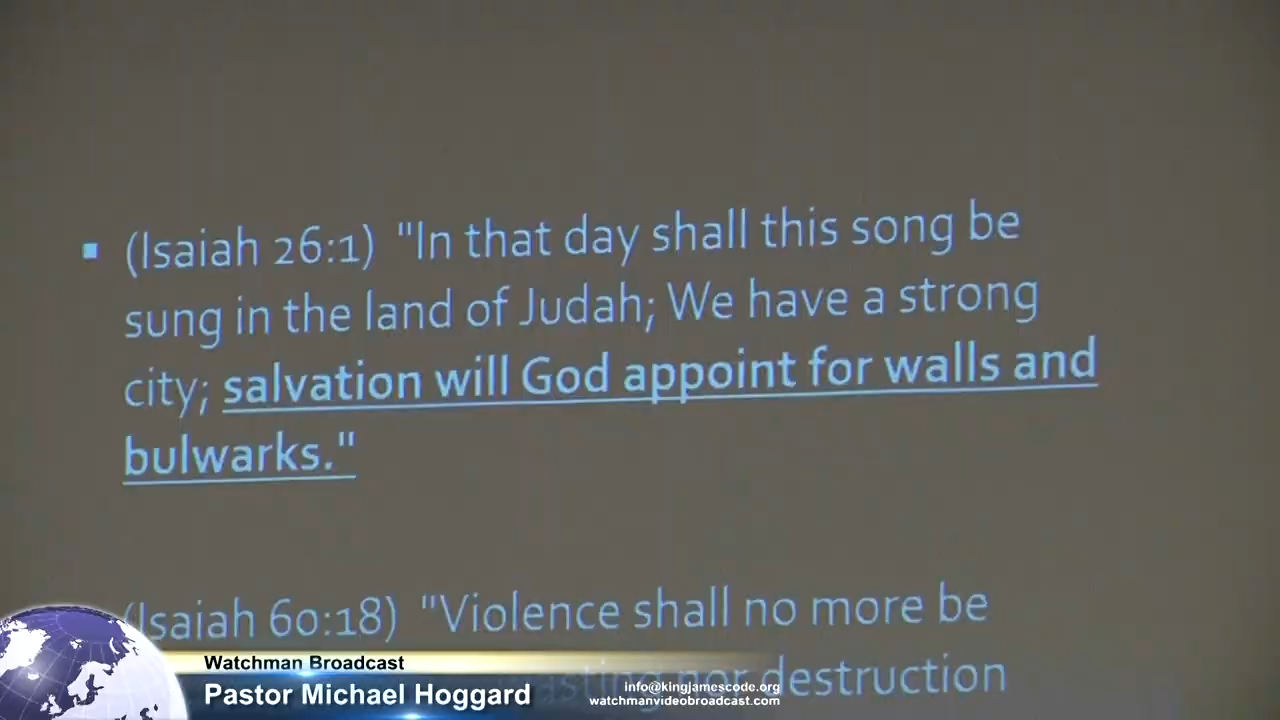 (Isaiah 26:1) "In that day shall this song be
sung in the land of Judah; We have a strong
city; salvation will God appoint for walls and
bulwarks."
(Isaiah 60:18) "Violence shall no more be
wasting nor destruction
Watchman Broadcast
Pastor Michael Hoggard
info@kingjamescode.org
watchmanvideobroadcast.com